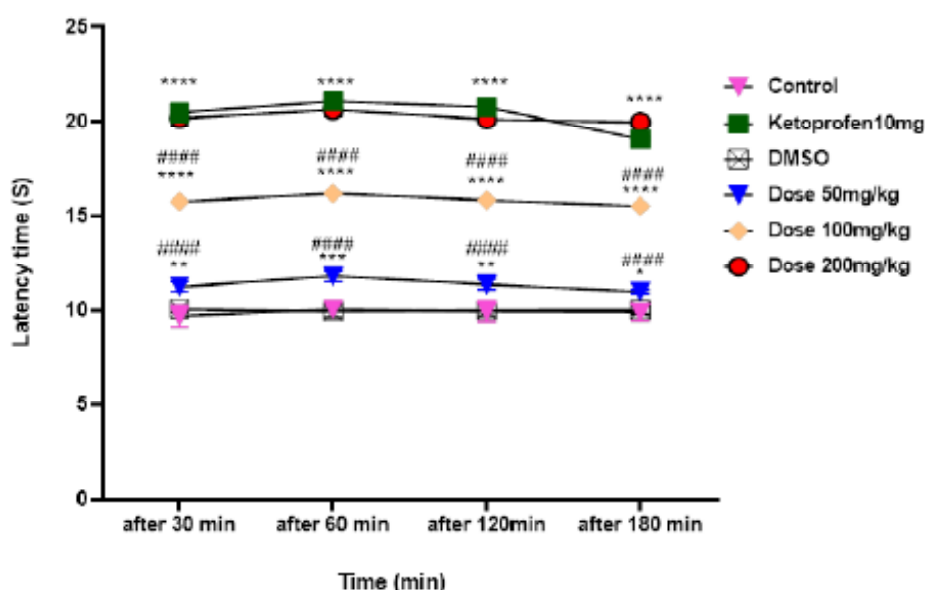 25
**** **** ****
****
20
#### #### #### ####
**** **** **** ****
15
#### #### #### ####
** *** ** *
10
5
0
after 30 min after 60 min after 120min after 180 min
Time (min)
Latency time (S)
Control
Ketoprofen10mg
DMSO
Dose 50mg/kg
Dose 100mg/kg
Dose 200mg/kg